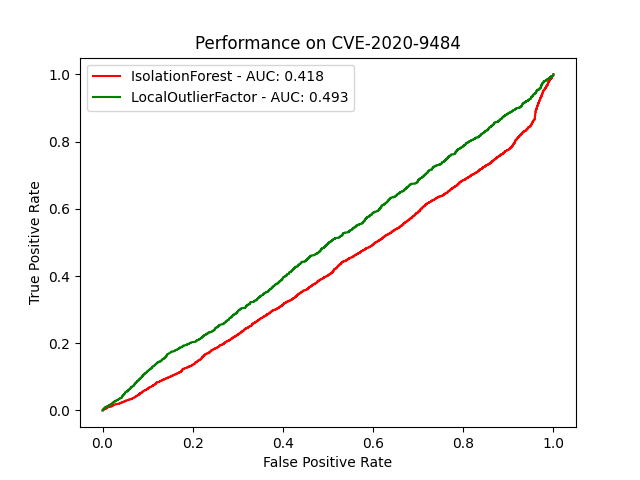 Performance on CVE-2020-9484
IsolationForest - AUC: 0.418
LocalOutlierFactor - AUC: 0.493
True Positive Rate
1.0
0.8
0.6
0.4
0.2
0.0
0.0 0.2 0.4 0.6 0.8 1.0
False Positive Rate